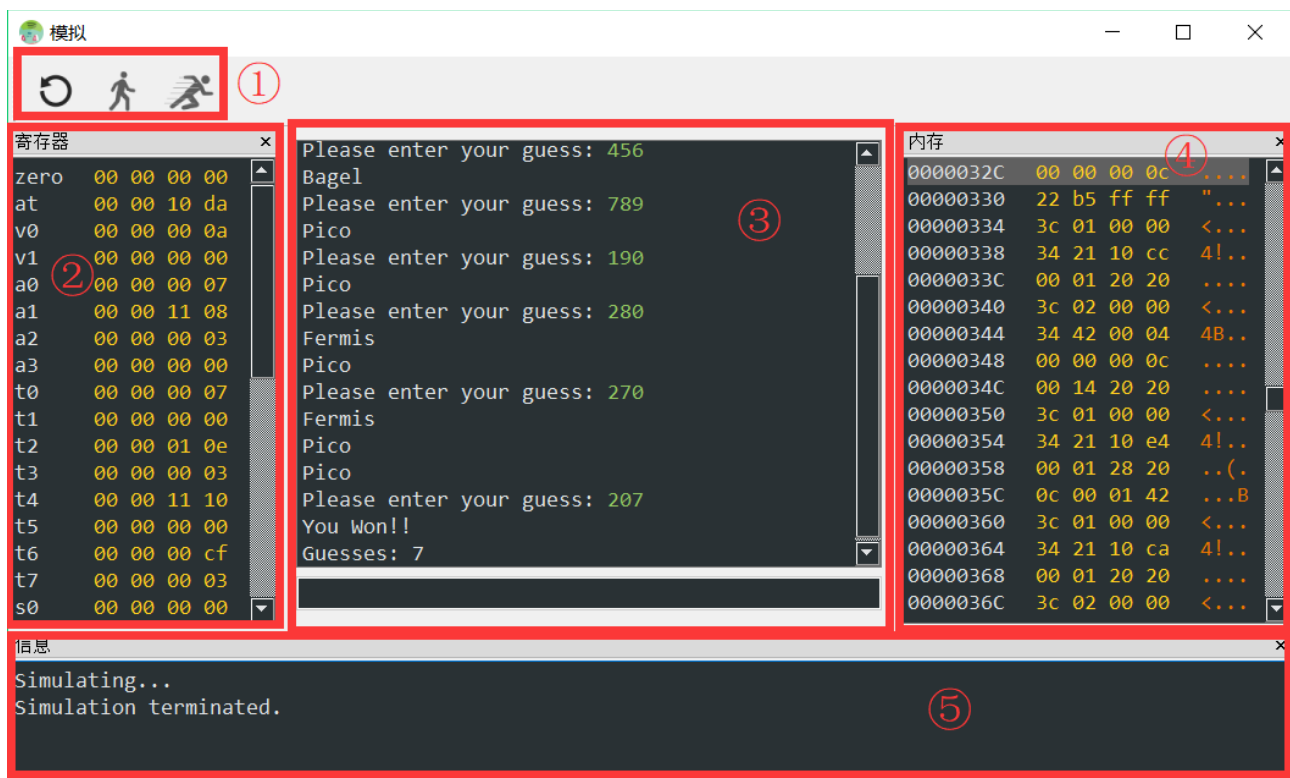 模拟
①
寄存器
zero 00 00 00 00
at 00 00 10 da
v0 00 00 00 0a
v1 00 00 00 00
②
a0 00 00 00 07
a1 00 00 11 08
a2 00 00 00 03
a3 00 00 00 00
t0 00 00 00 07
t1 00 00 00 00
t2 00 00 01 0e
t3 00 00 00 03
t4 00 00 11 10
t5 00 00 00 00
t6 00 00 00 cf
t7 00 00 00 03
s0 00 00 00 00
Please enter your guess: 456
Bagel
Please enter your guess: 789
③
Pico
Please enter your guess: 190
Pico
Please enter your guess: 280
Fermis
Pico
Please enter your guess: 270
Fermis
Pico
Pico
Please enter your guess: 207
You Won!!
Guesses: 7
内存
④
0000032C 00 00 00 0c ....
00000330 22 b5 ff ff "...
00000334 3c 01 00 00 <...
00000338 34 21 10 cc 4!..
0000033C 00 01 20 20 ....
00000340 3c 02 00 00 <...
00000344 34 42 00 04 4B..
00000348 00 00 00 0c ....
0000034C 00 14 20 20 ....
00000350 3c 01 00 00 <...
00000354 34 21 10 e4 4!..
00000358 00 01 28 20 ..(.
0000035C 0c 00 01 42 ...B
00000360 3c 01 00 00 <...
00000364 34 21 10 ca 4!..
00000368 00 01 20 20 ....
0000036C 3c 02 00 00 <...
信息
Simulating...
Simulation terminated.
⑤